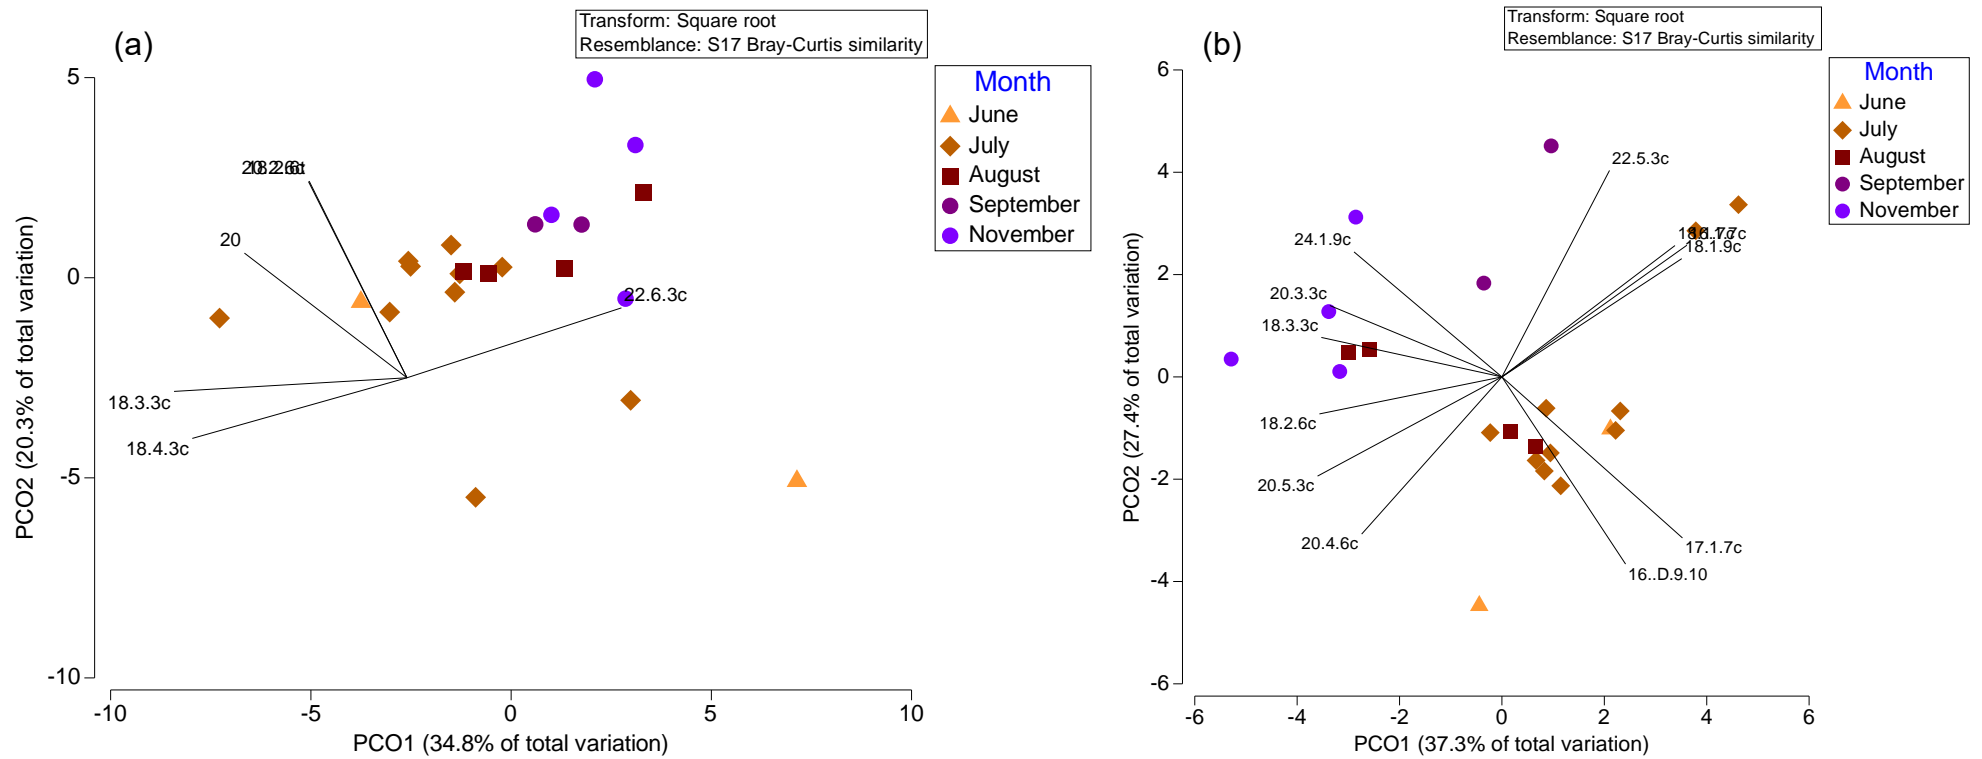 (a)
Transform: Square root
Resemblance: S17 Bray-Curtis similarity
Month
June
July
August
September
November
5
0
-5
-10
PCO2 (20.3% of total variation)
18.2.6c
20
22.6.3c
18.3.3c
18.4.3c
-10
-5
0
5
10
PCO1 (34.8% of total variation)
(b)
Transform: Square root
Resemblance: S17 Bray-Curtis similarity
Month
June
July
August
September
November
6
4
2
0
-2
-4
-6
PCO2 (27.4% of total variation)
22.5.3c
24.1.9c
18.1.9c
20.3.3c
18.3.3c
18.2.6c
20.5.3c
20.4.6c
17.1.7c
16..D.9.10
-6
-4
-2
0
2
4
6
PCO1 (37.3% of total variation)